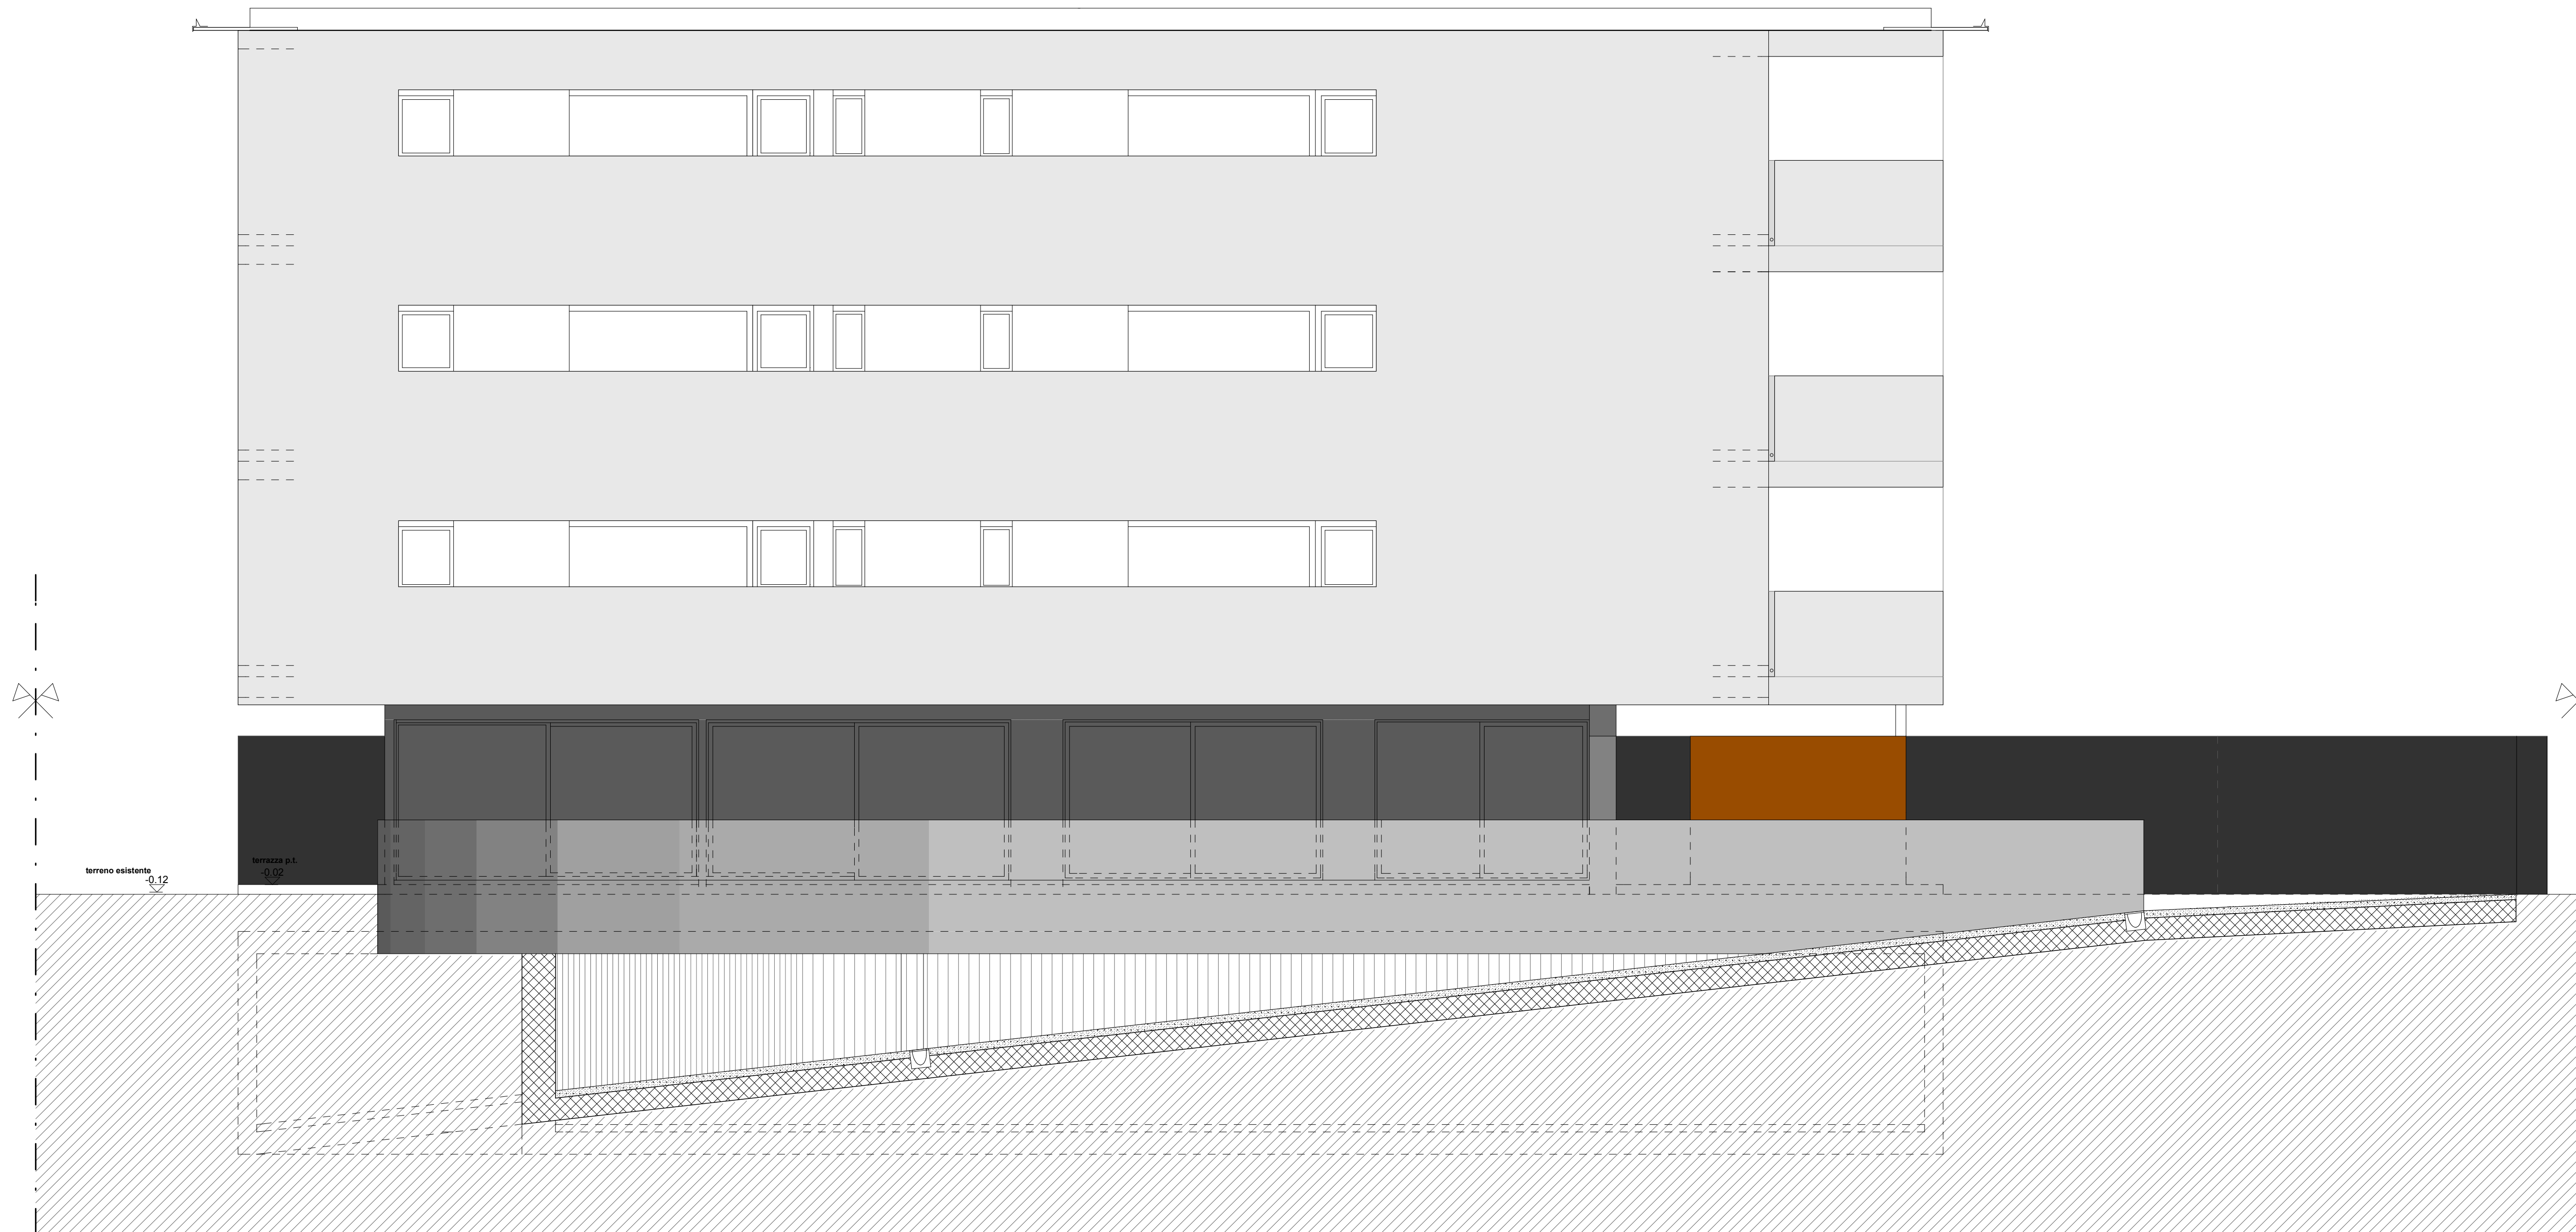 terrazza p.t.
-0.02
terreno esistente
-0.12